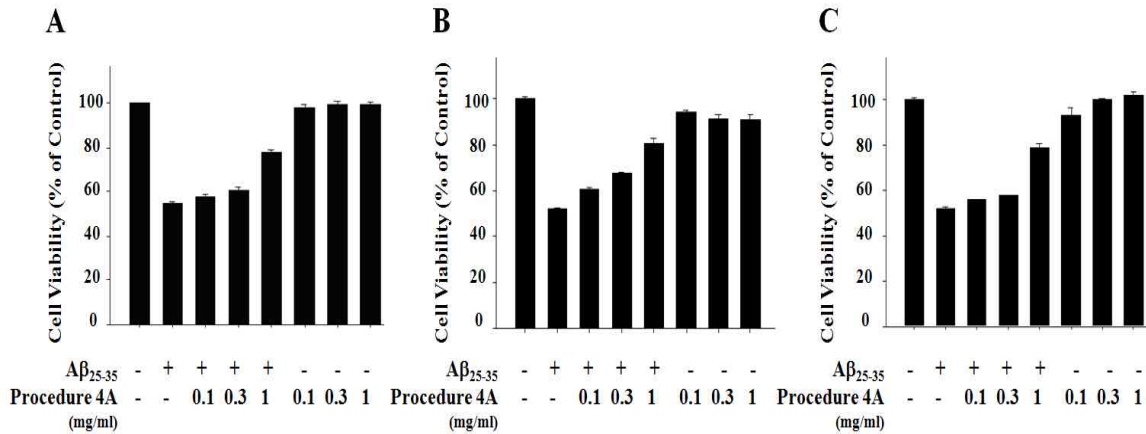 A
Cell Viability (% of Control)
100
80
60
40
20
0
Aβ25-35 - + + + + - - -
Procedure 4A - - 0.1 0.3 1 0.1 0.3 1
(mg/ml)
B
Cell Viability (% of Control)
100
80
60
40
20
0
Aβ25-35 - + + + + - - -
Procedure 4A - - 0.1 0.3 1 0.1 0.3 1
(mg/ml)
C
Cell Viability (% of Control)
100
80
60
40
20
0
Aβ25-35 - + + + + - - -
Procedure 4A - - 0.1 0.3 1 0.1 0.3 1
(mg/ml)